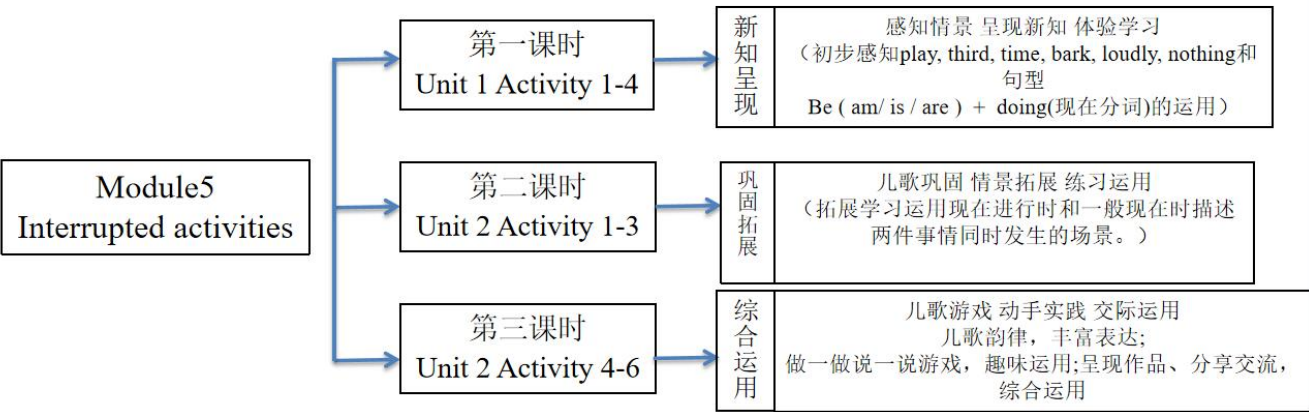 Module5
Interrupted activities
第一课时
Unit 1 Activity 1-4
新
知
呈
现
感知情景 呈现新知 体验学习
（初步感知play, third, time, bark, loudly, nothing和
句型
Be ( am/ is / are ) + doing(现在分词)的运用）
第二课时
Unit 2 Activity 1-3
巩
固
拓
展
儿歌巩固 情景拓展 练习运用
（拓展学习运用现在进行时和一般现在时描述
两件事情同时发生的场景。）
第三课时
Unit 2 Activity 4-6
综
合
运
用
儿歌游戏 动手实践 交际运用
儿歌韵律，丰富表达;
做一做说一说游戏，趣味运用;呈现作品、分享交流，
综合运用